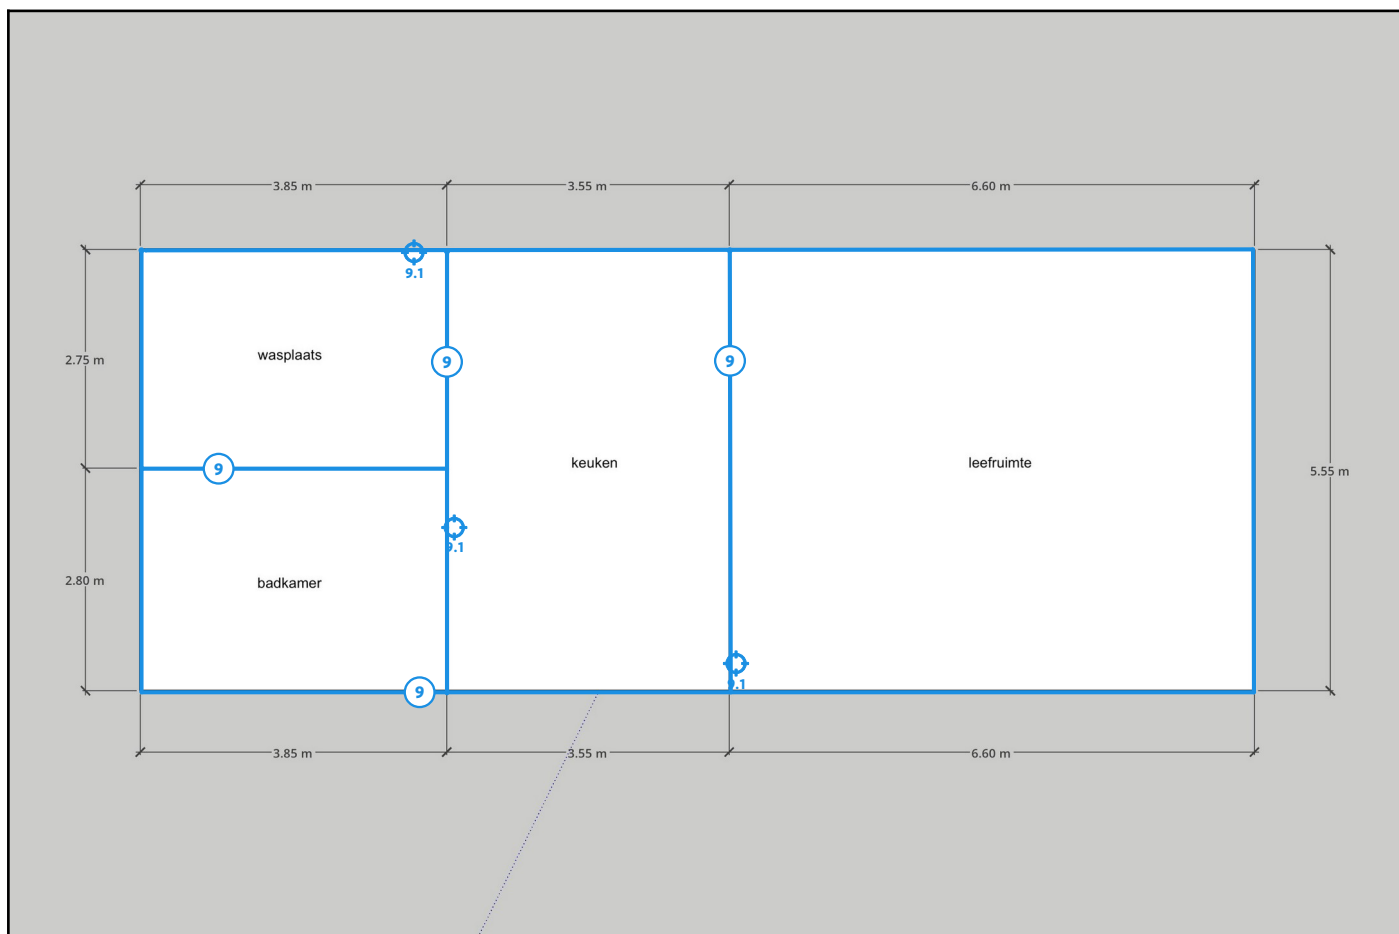 3.85 m 3.55 m 6.60 m
9.1
2.75 m
wasplaats
9
9
keuken
leefruimte
9
5.55 m
9.1
2.80 m
badkamer
9.1
9
3.85 m 3.55 m 6.60 m